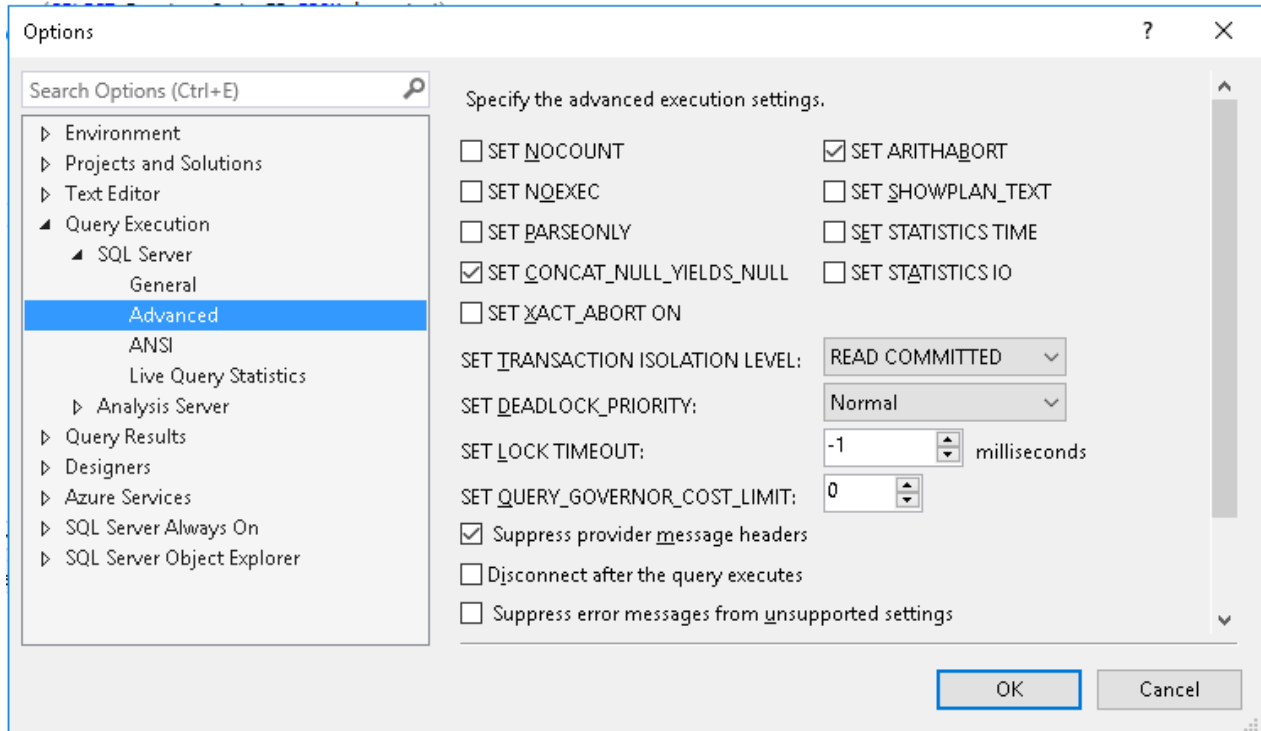 Options
?
Search Options (Ctrl+E)
Environment
Projects and Solutions
Text Editor
Query Execution
SQL Server
General
Advanced
ANSI
Live Query Statistics
Analysis Server
Query Results
Designers
Azure Services
SQL Server Always On
SQL Server Object Explorer
Specify the advanced execution settings.
SET NOCOUNT
SET ARITHABORT
SET NOEXEC
SET SHOWPLAN_TEXT
SET PARSEONLY
SET STATISTICS TIME
SET CONCAT_NULL_YIELDS_NULL
SET STATISTICS IO
SET XACT_ABORT ON
SET TRANSACTION ISOLATION LEVEL: READ COMMITTED
SET DEADLOCK_PRIORITY: Normal
SET LOCK TIMEOUT: -1 milliseconds
SET QUERY_GOVERNOR_COST_LIMIT: 0
Suppress provider message headers
Disconnect after the query executes
Suppress error messages from unsupported settings
OK Cancel